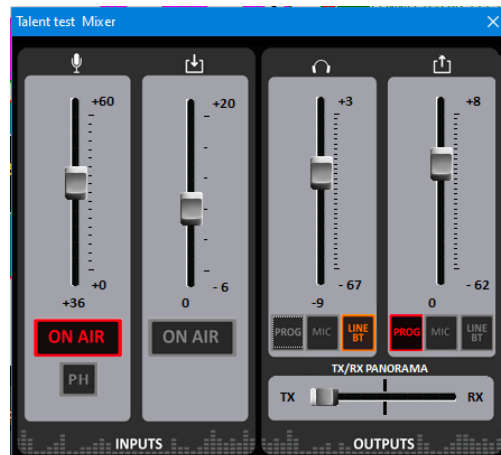 Talent test Mixer
+60
+0
+36
ON AIR
PH
+20
- 6
0
ON AIR
INPUTS
+3
- 67
-9
PROG MIC LINE BT
+8
- 62
0
PROG MIC LINE BT
TX/RX PANORAMA
TX RX
OUTPUTS